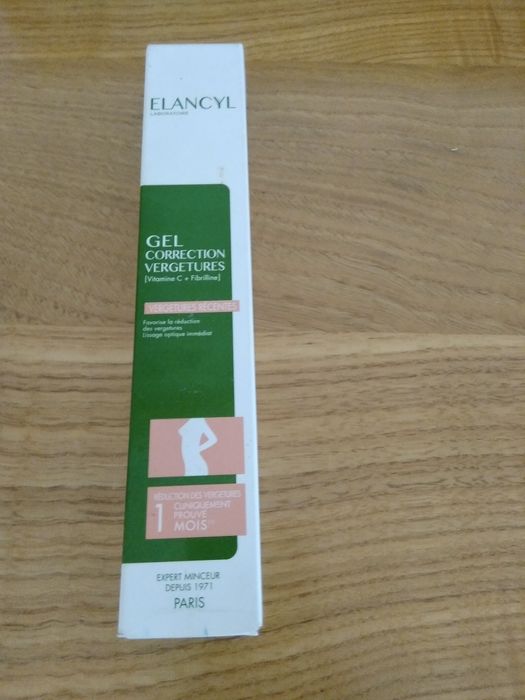 ELANCYL
LABORATOIRE
GEL
CORRECTION
VERGETURES
[Vitamine C + Fibrilline]
VERGETURES RÉCENTES
Favorise la réduction
des vergetures
Lissage optique immédiat
RÉDUCTION DES VERGETURES
1 CLINIQUEMENT
PROUVÉ
MOIS
EXPERT MINCEUR
DEPUIS 1971
PARIS